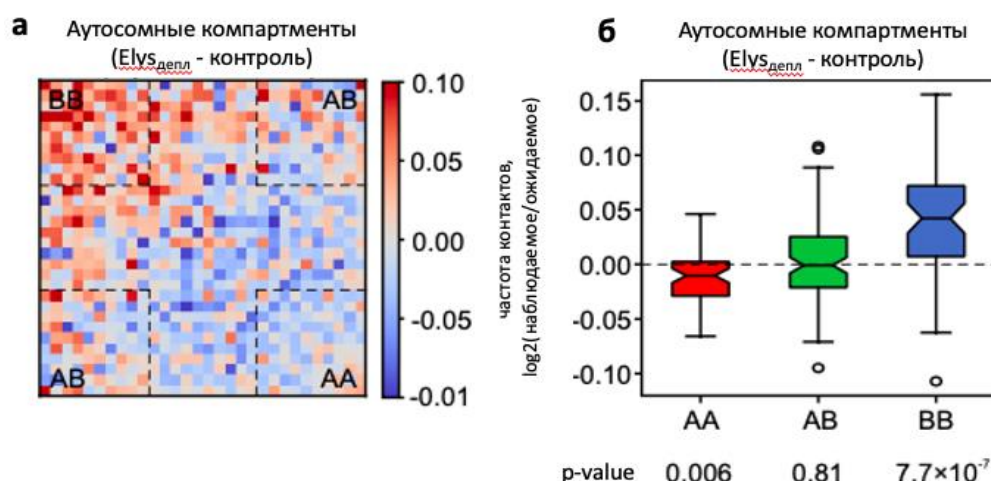 а
Аутосомные компартменты
(Elysдепл - контроль)
BB
AB
AB
AA
0.10
0.05
0.00
-0.05
-0.01
б
Аутосомные компартменты
(Elysдепл - контроль)
частота контактов,
log2(наблюдаемое/ожидаемое)
0.15
0.10
0.05
0.00
-0.05
-0.10
AA AB BB
p-value 0.006 0.81 7.7×10⁻⁷